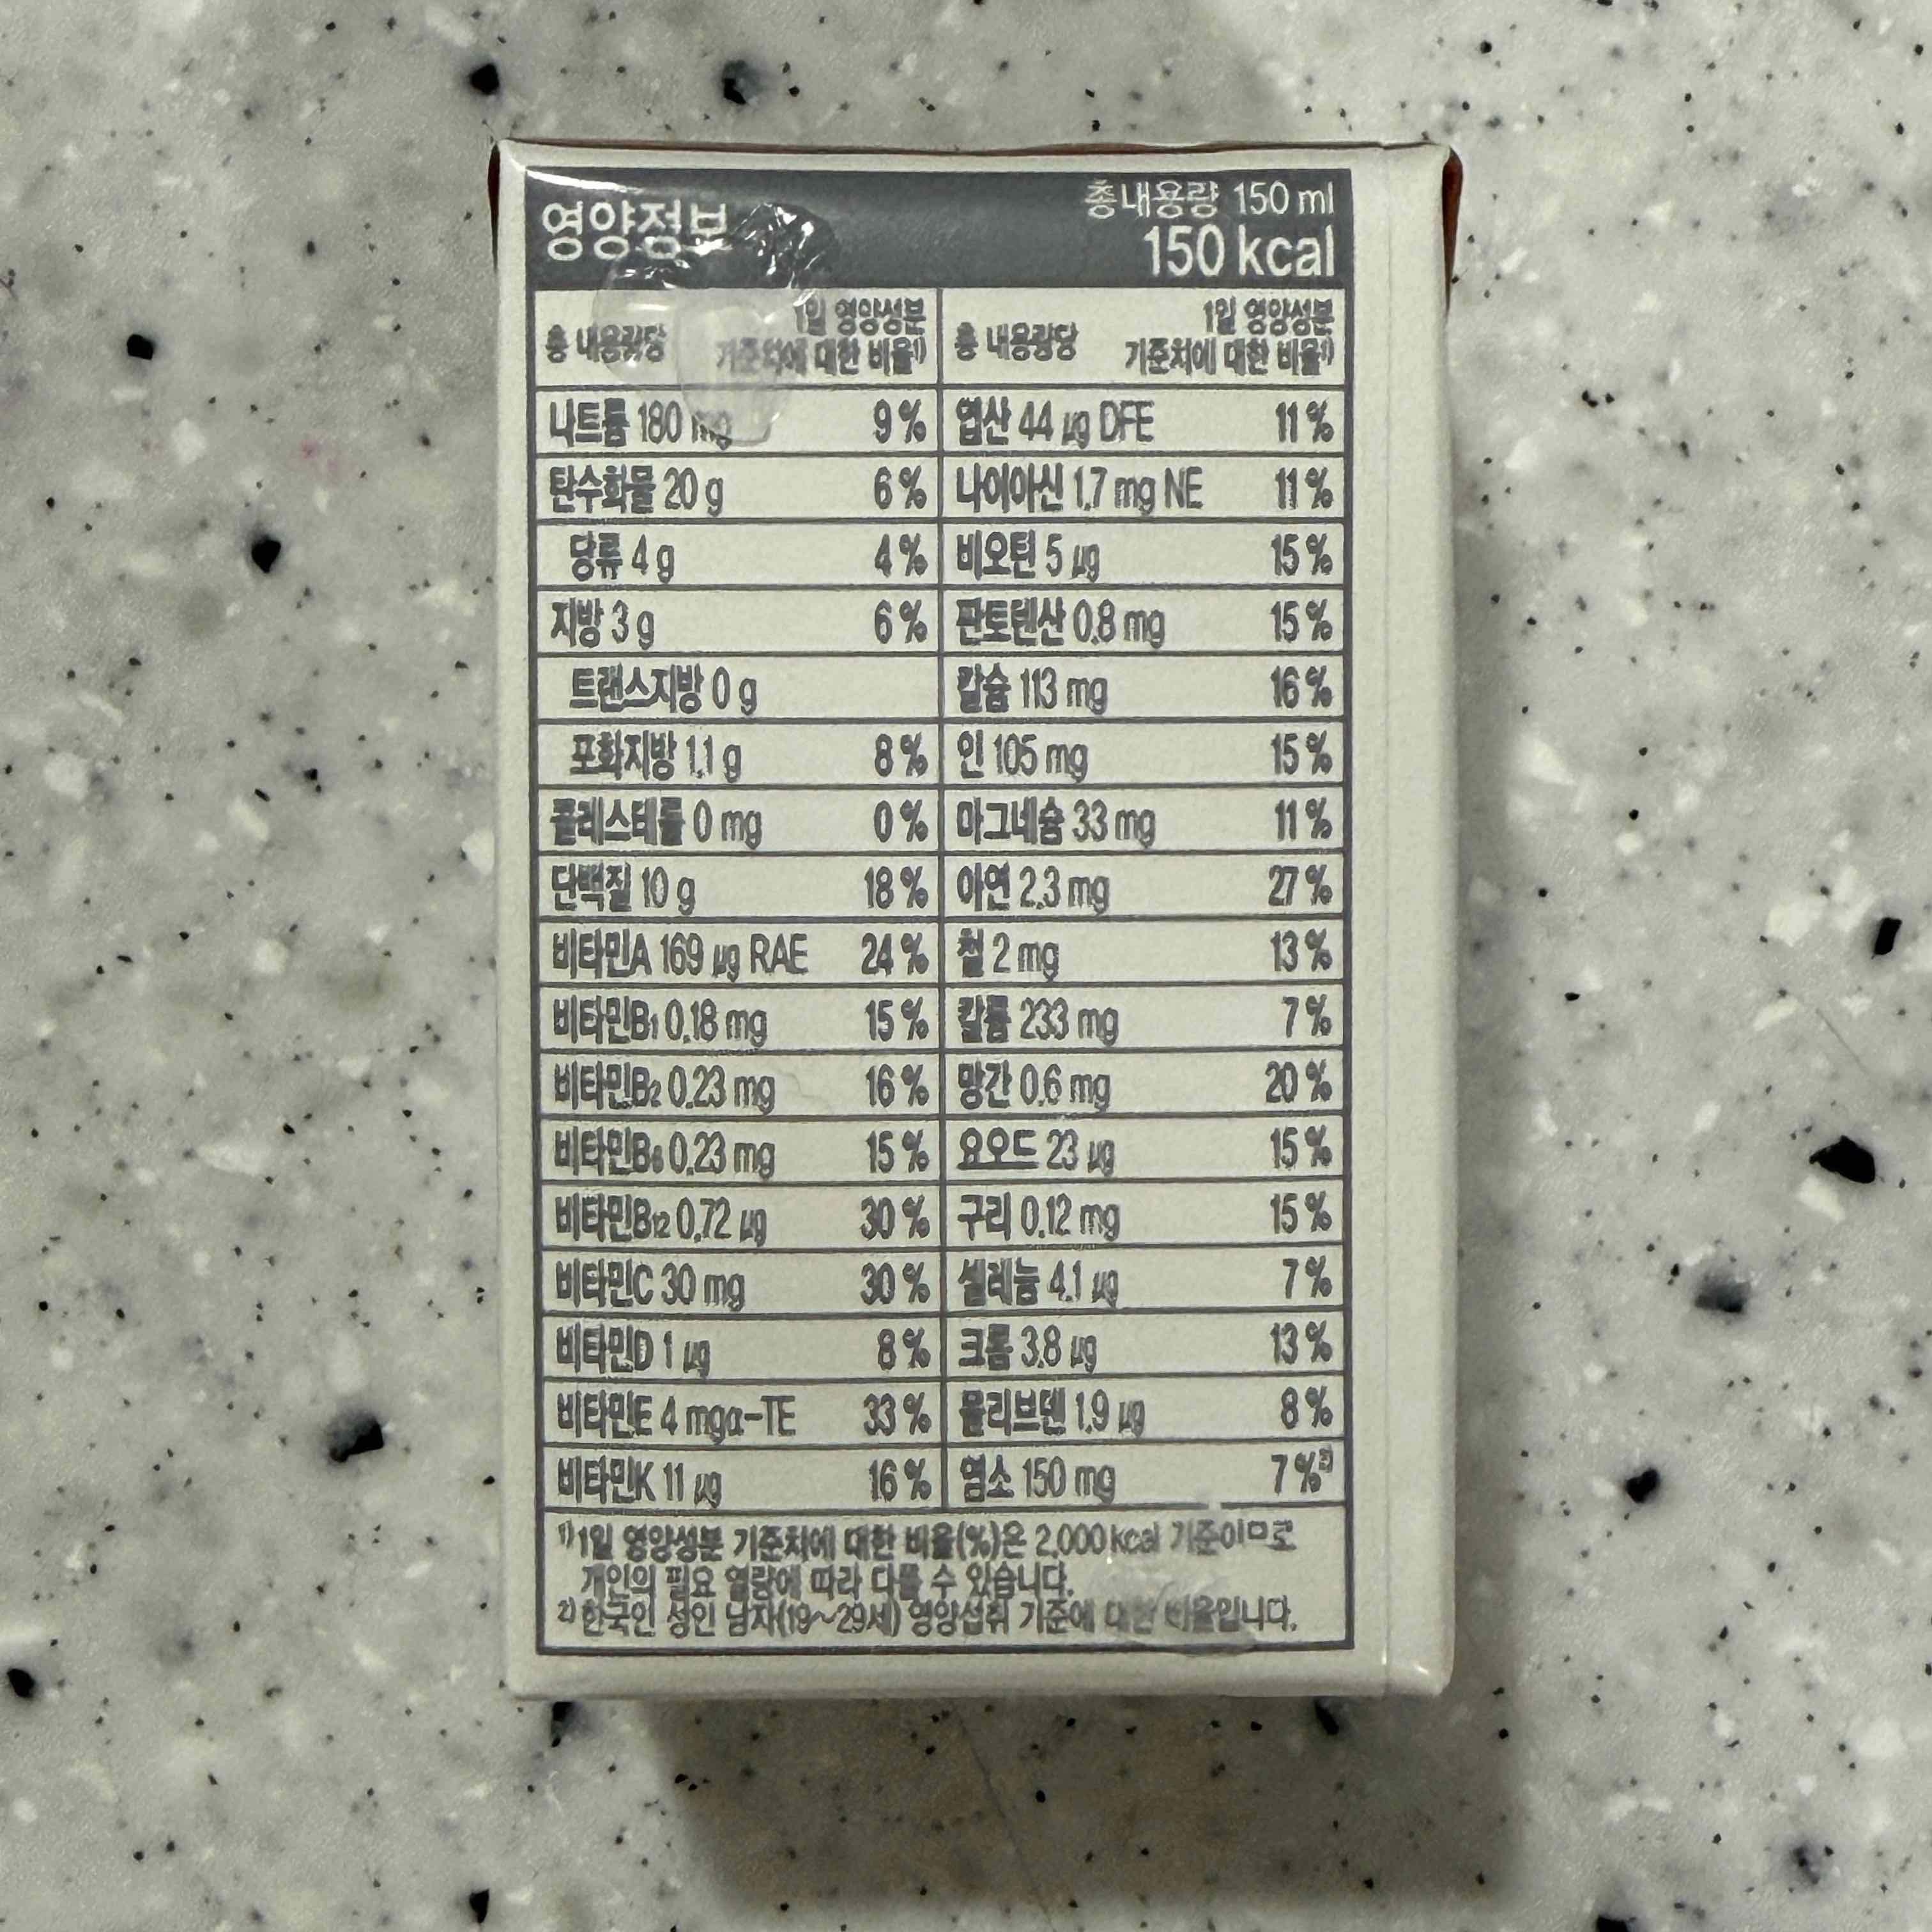 영양정보
총 내용량 150 ml
150 kcal
총 내용량당 1일 영양성분 기준치에 대한 비율1)
나트륨 180 mg 9 %
탄수화물 20 g 6 %
당류 4 g 4 %
지방 3 g 6 %
트랜스지방 0 g
포화지방 1.1 g 8 %
콜레스테롤 0 mg 0 %
단백질 10 g 18 %
비타민A 169 μg RAE 24 %
비타민B1 0.18 mg 15 %
비타민B2 0.23 mg 16 %
비타민B6 0.23 mg 15 %
비타민B12 0.72 μg 30 %
비타민C 30 mg 30 %
비타민D 1 μg 8 %
비타민E 4 mgα-TE 33 %
비타민K 11 μg 16 %
총 내용량당 1일 영양성분 기준치에 대한 비율1)
엽산 44 μg DFE 11 %
나이아신 1.7 mg NE 11 %
비오틴 5 μg 15 %
판토텐산 0.8 mg 15 %
칼슘 113 mg 16 %
인 105 mg 15 %
마그네슘 33 mg 11 %
아연 2.3 mg 27 %
철 2 mg 13 %
칼륨 233 mg 7 %
망간 0.6 mg 20 %
요오드 23 μg 15 %
구리 0.12 mg 15 %
셀레늄 4.1 μg 7 %
크롬 3.8 μg 13 %
몰리브덴 1.9 μg 8 %
염소 150 mg 7 %2)
1) 1일 영양성분 기준치에 대한 비율(%)은 2,000 kcal 기준이므로
개인의 필요 열량에 따라 다를 수 있습니다.
2) 한국인 성인 남자(19~29세) 영양섭취 기준에 대한 비율입니다.